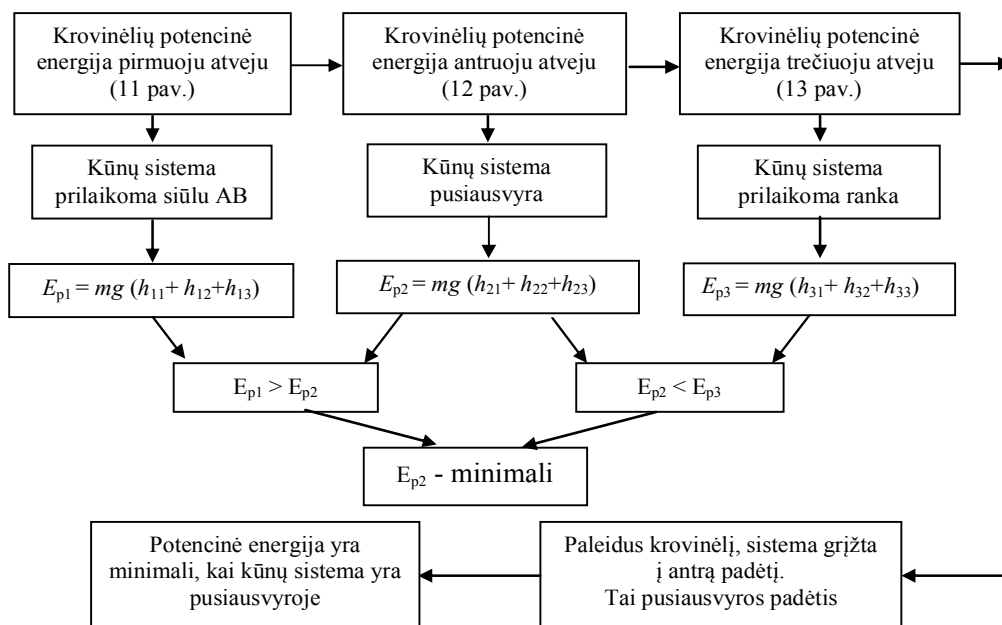 Krovinėlių potencinė
energija pirmuoju atveju
(11 pav.)
Krovinėlių potencinė
energija antruoju atveju
(12 pav.)
Krovinėlių potencinė
energija trečiuoju atveju
(13 pav.)
Kūnų sistema
prilaikoma siūlu AB
Kūnų sistema
pusiausvyra
Kūnų sistema
prilaikoma ranka
Ep1 = mg (h11+ h12+h13)
Ep2 = mg (h21+ h22+h23)
Ep3 = mg (h31+ h32+h33)
Ep1 > Ep2
Ep2 < Ep3
Ep2 - minimali
Potencinė energija yra
minimali, kai kūnų sistema yra
pusiausvyroje
Paleidus krovinėlį, sistema grįžta
į antrą padėtį.
Tai pusiausvyros padėtis